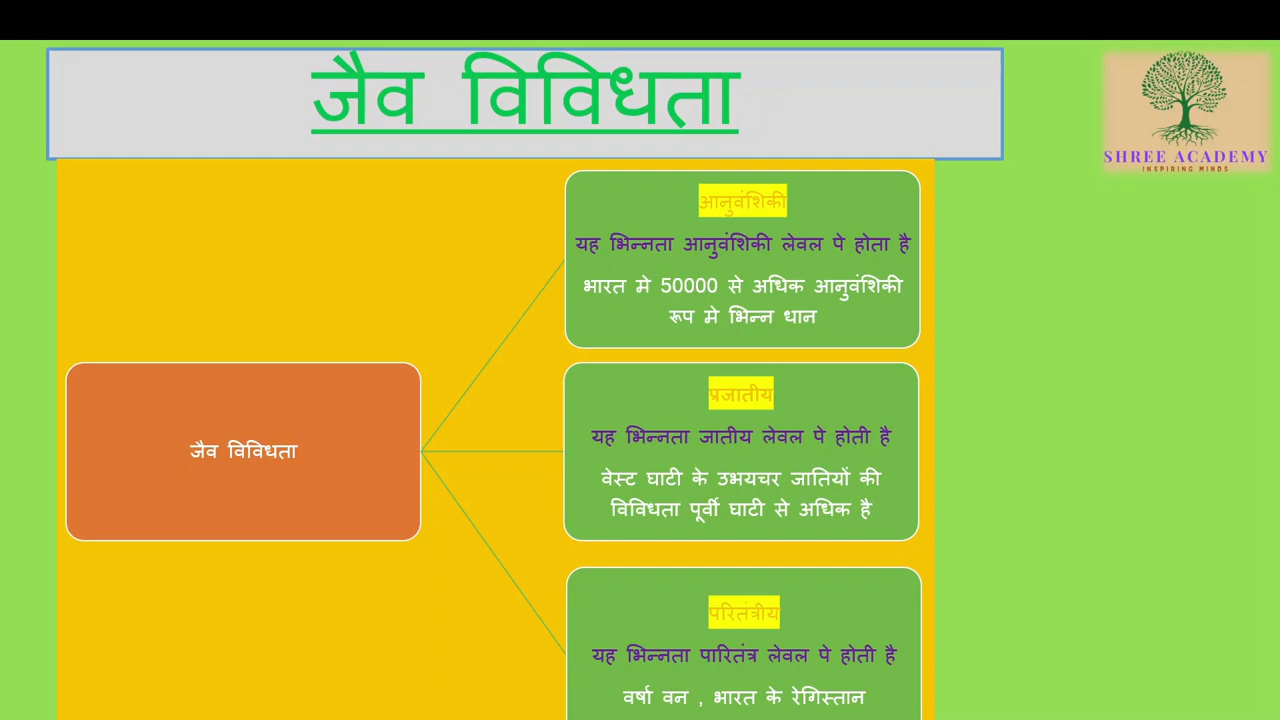 जैव विविधता
SHREE ACADEMY
INSPIRING MINDS
आनुवंशिकी
यह भिन्नता आनुवंशिकी लेवल पे होता है
भारत मे 50000 से अधिक आनुवंशिकी
रूप मे भिन्न धान
जैव विविधता
प्रजातीय
यह भिन्नता जातीय लेवल पे होती है
वेस्ट घाटी के उभयचर जातियों की
विविधता पूर्वी घाटी से अधिक है
परितंत्रीय
यह भिन्नता पारितंत्र लेवल पे होती है
वर्षा वन , भारत के रेगिस्तान